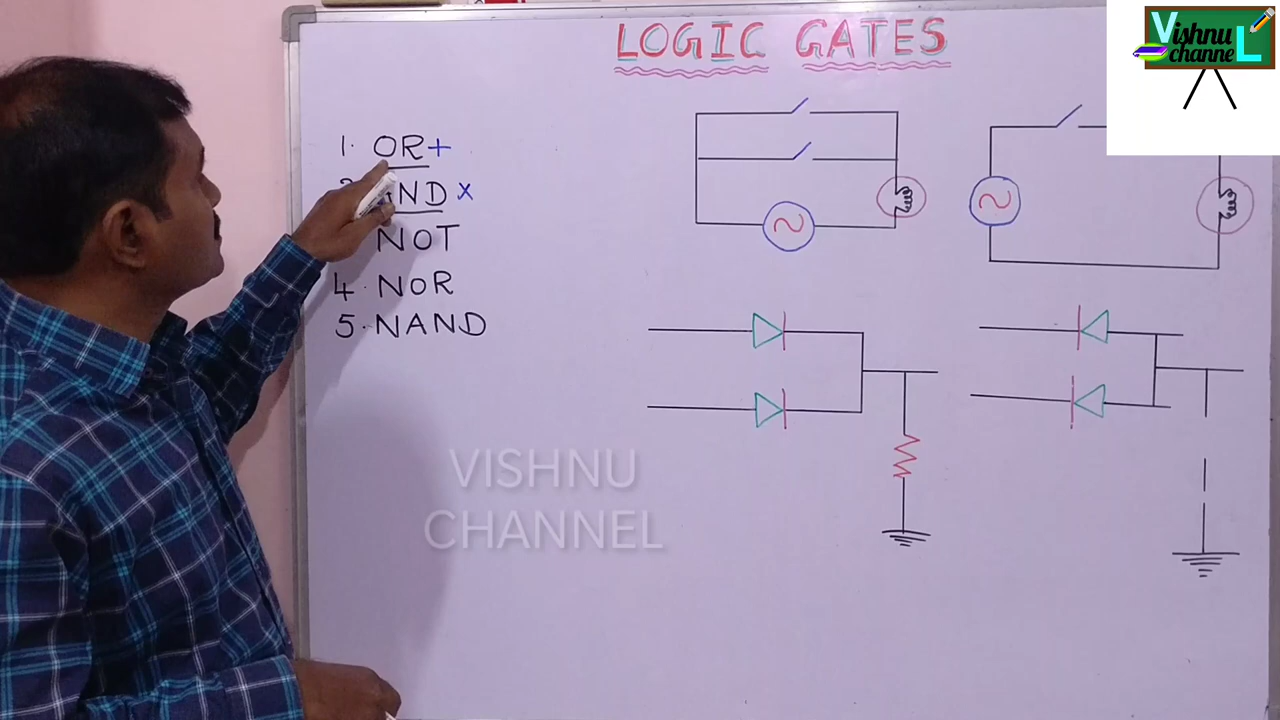 LOGIC GATES
Vishnu
channel
1. OR +
AND ×
NOT
4. NOR
5. NAND
VISHNU
CHANNEL